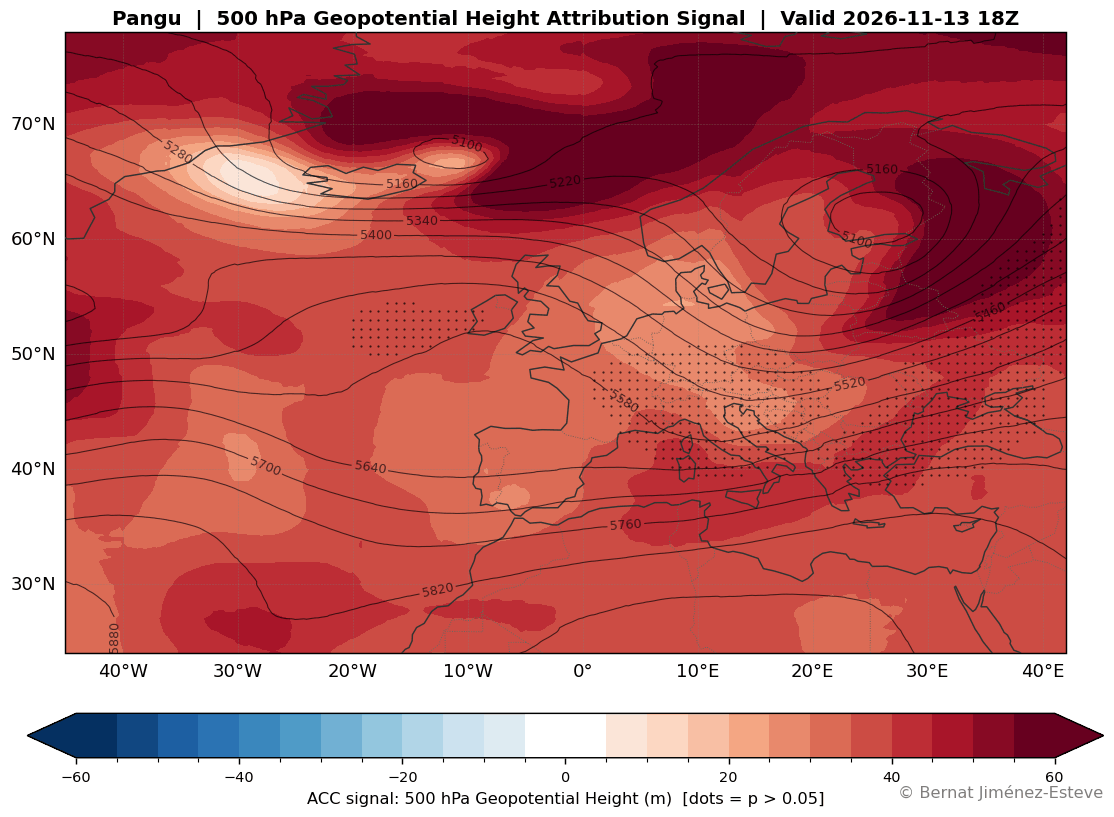 Pangu | 500 hPa Geopotential Height Attribution Signal | Valid 2026-11-13 18Z
70°N
60°N
50°N
40°N
30°N
5280
5100
5160
5220
5160
5340
5400
5100
5460
5520
5580
5640
5700
5760
5820
5880
40°W 30°W 20°W 10°W 0° 10°E 20°E 30°E 40°E
−60 −40 −20 0 20 40 60
ACC signal: 500 hPa Geopotential Height (m) [dots = p > 0.05]
© Bernat Jiménez-Esteve